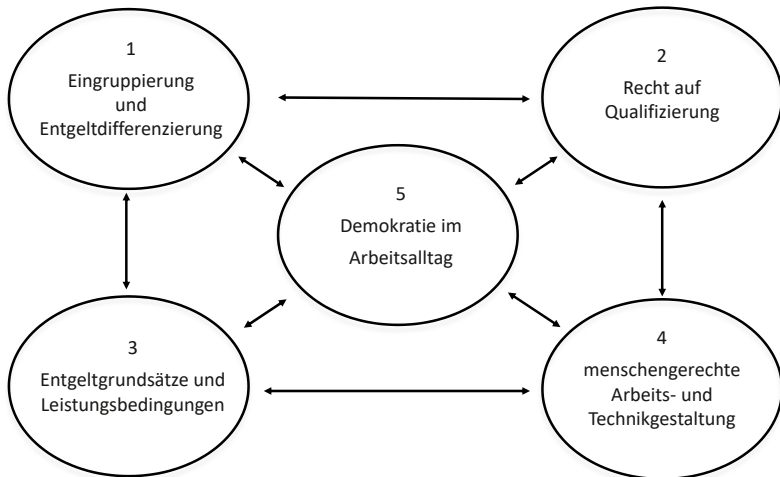 1
Eingruppierung
und
Entgeltdifferenzierung
2
Recht auf
Qualifizierung
5
Demokratie im
Arbeitsalltag
3
Entgeltgrundsätze und
Leistungsbedingungen
4
menschengerechte
Arbeits- und
Technikgestaltung